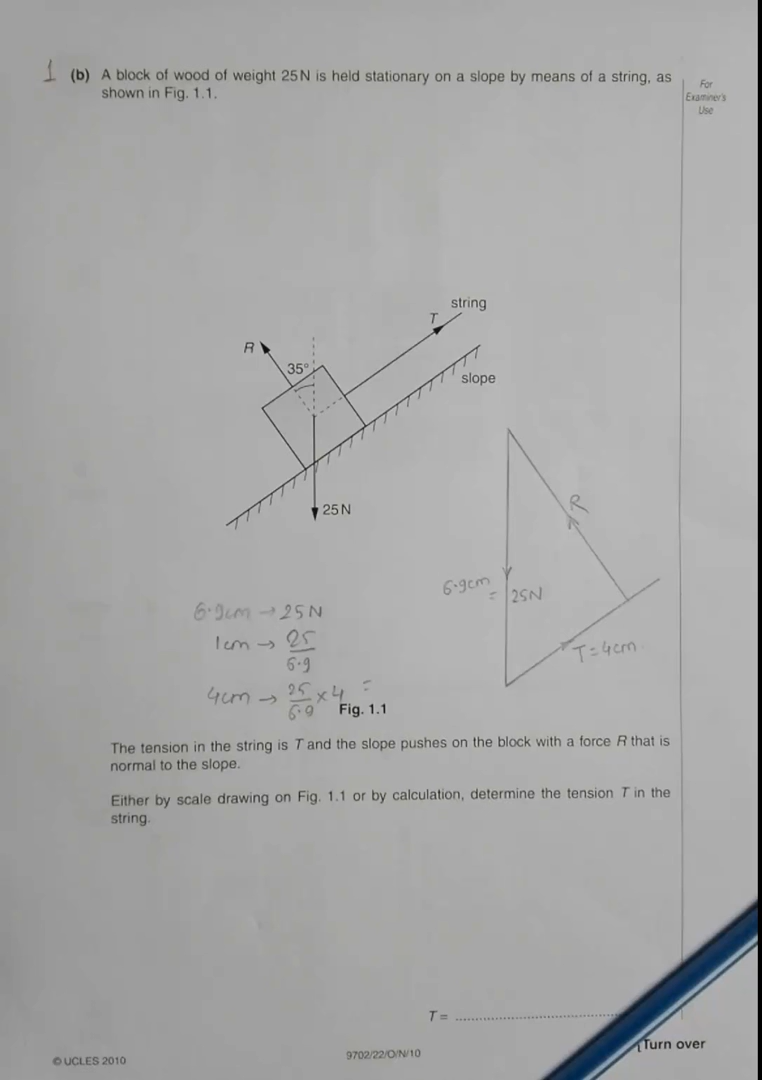 1 (b) A block of wood of weight 25N is held stationary on a slope by means of a string, as
shown in Fig. 1.1.
For
Examiner's
Use
string
T
R
35°
slope
25N
R
6.9cm = 25N
T=4cm
6.9cm → 25N
1cm → 25/6.9
4cm → 25/6.9 × 4 =
Fig. 1.1
The tension in the string is T and the slope pushes on the block with a force R that is
normal to the slope.
Either by scale drawing on Fig. 1.1 or by calculation, determine the tension T in the
string.
T = ........................................
© UCLES 2010
9702/22/O/N/10
[Turn over